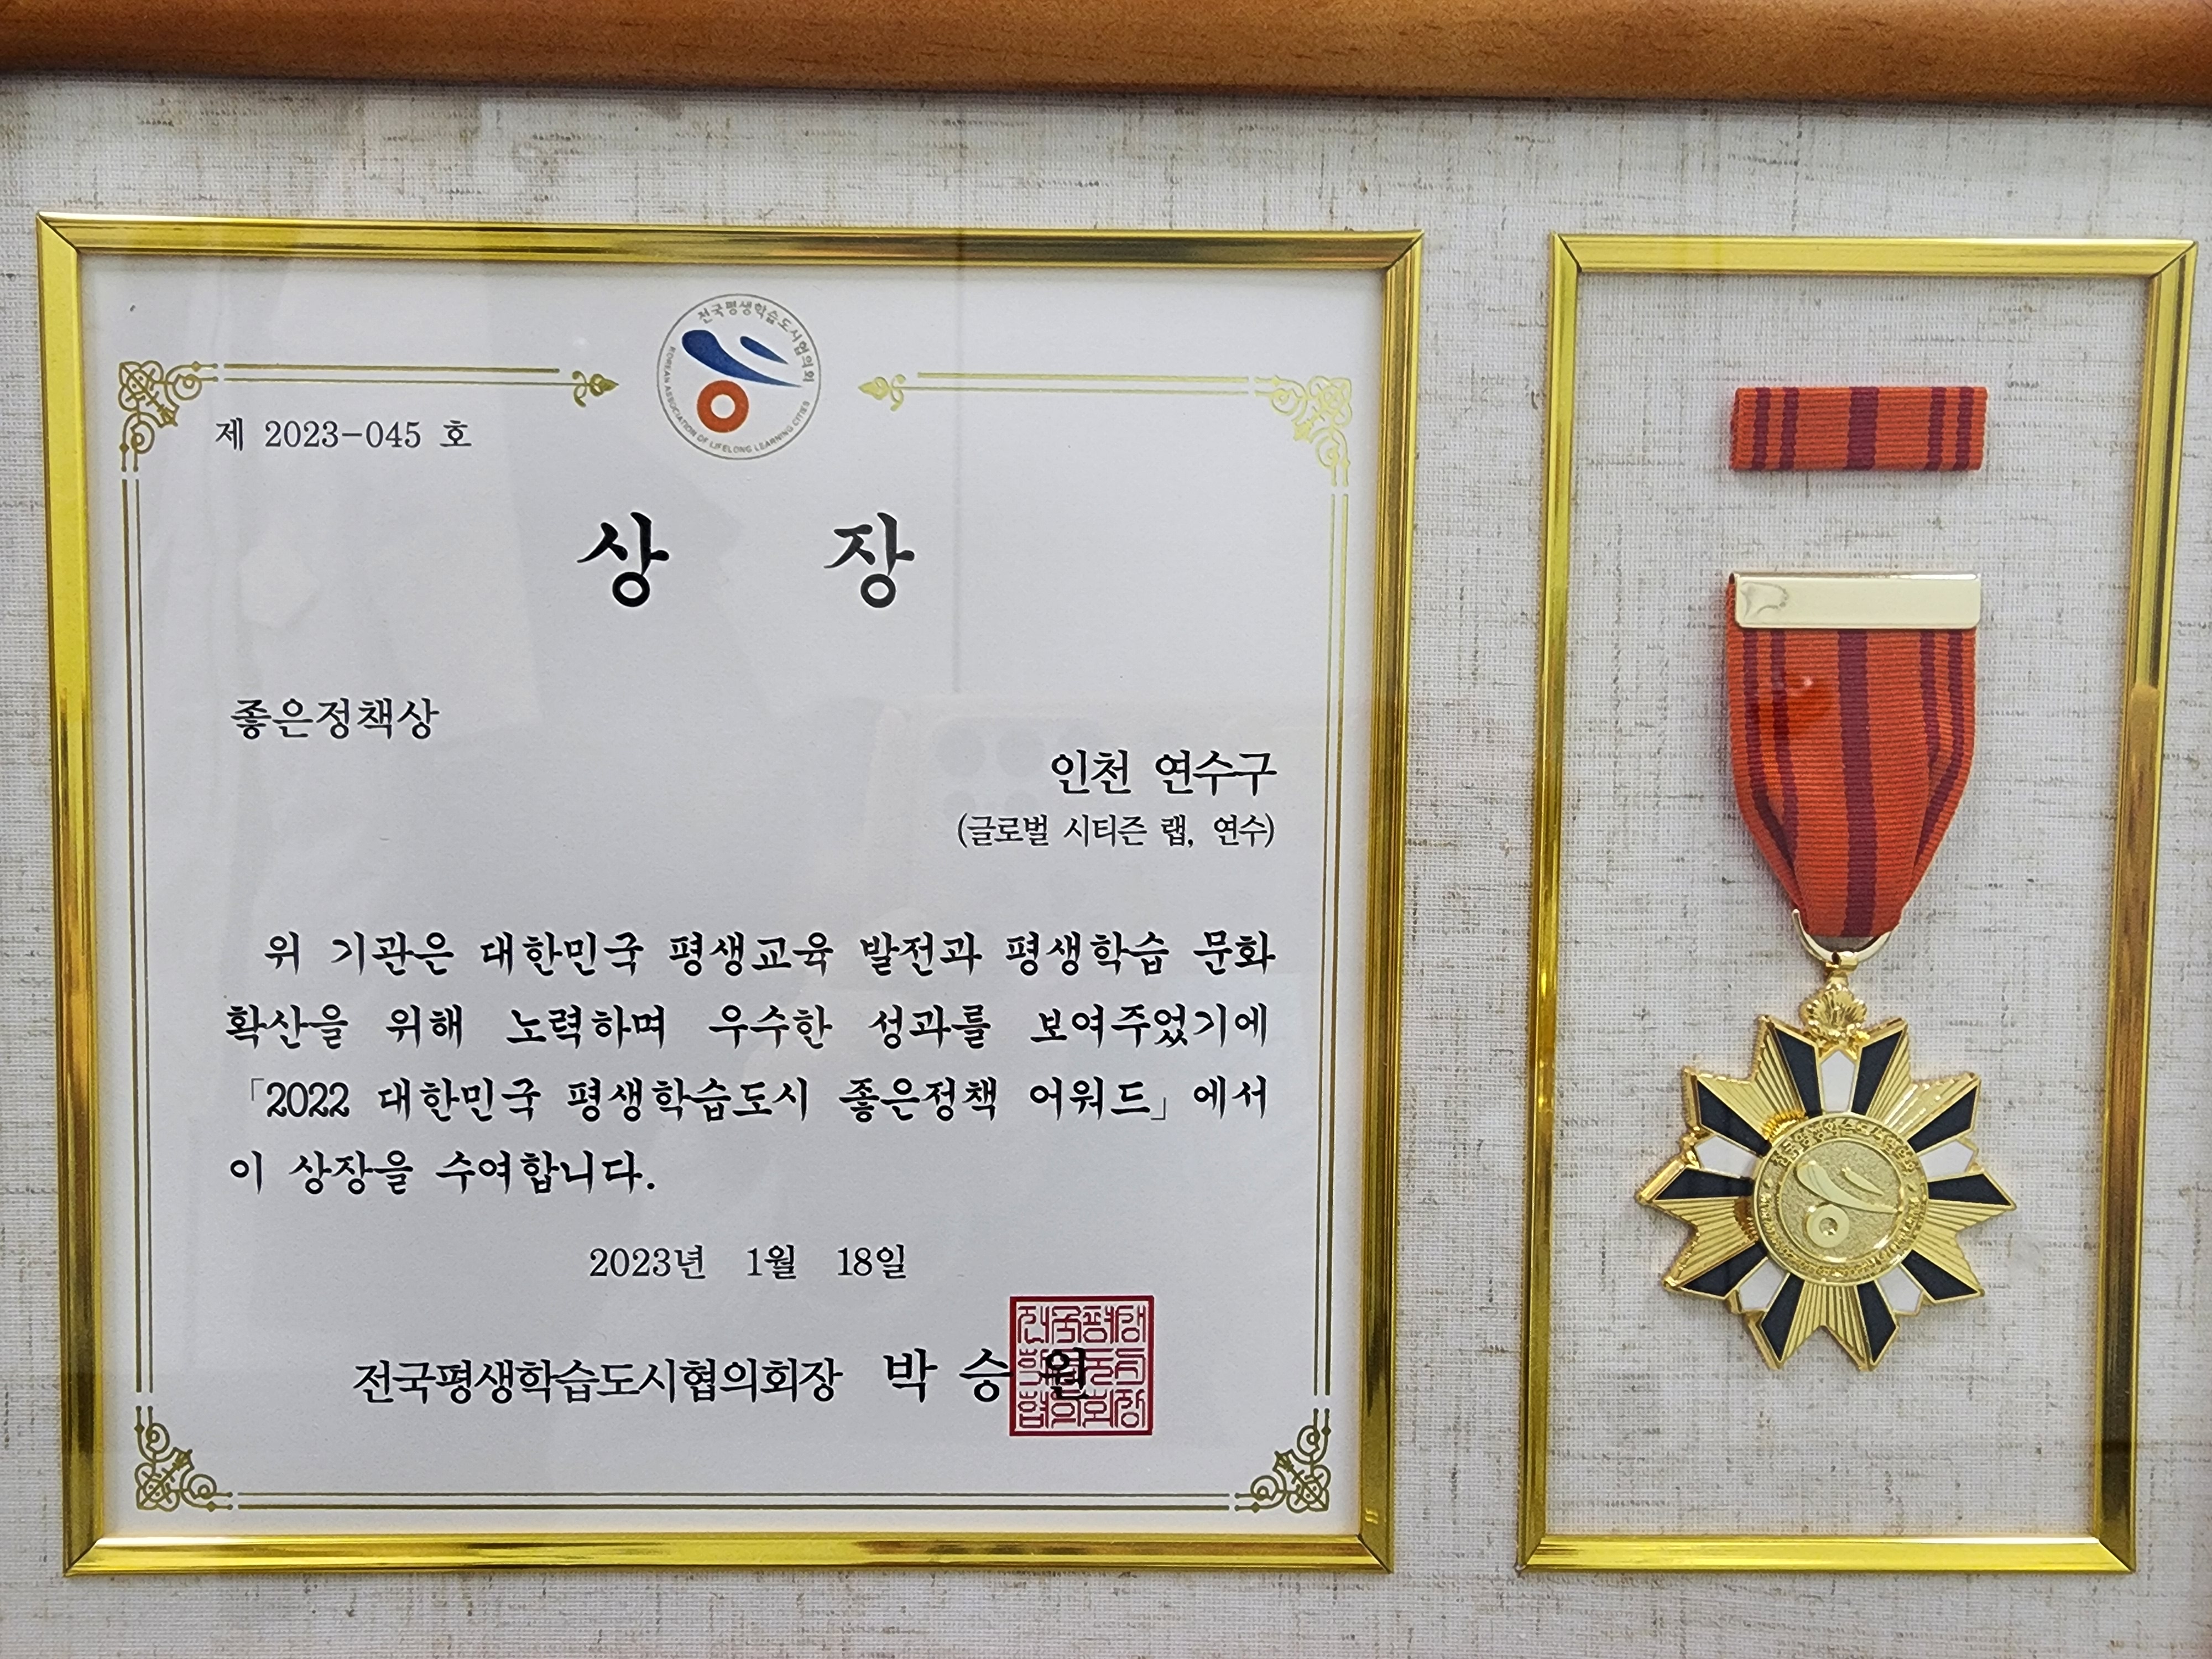 전국평생학습도시협의회
KOREAN ASSOCIATION OF LIFELONG LEARNING CITIES
제 2023-045 호
상 장
좋은정책상
인천 연수구
(글로벌 시티즌 랩, 연수)
위 기관은 대한민국 평생교육 발전과 평생학습 문화
확산을 위해 노력하며 우수한 성과를 보여주었기에
「2022 대한민국 평생학습도시 좋은정책 어워드」에서
이 상장을 수여합니다.
2023년 1월 18일
전국평생학습도시협의회장 박 승 원